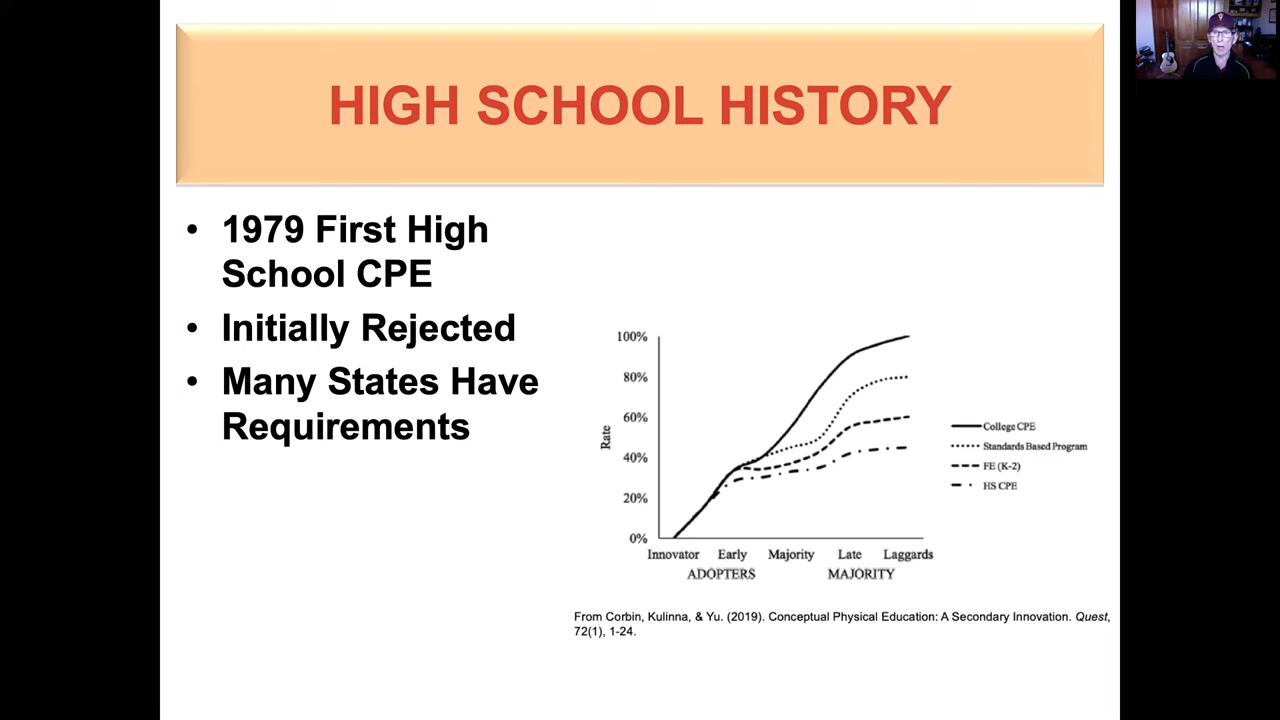 HIGH SCHOOL HISTORY
• 1979 First High
School CPE
• Initially Rejected
• Many States Have
Requirements
100%
80%
60%
40%
20%
0%
Rate
Innovator Early Majority Late Laggards
ADOPTERS MAJORITY
College CPE
Standards Based Program
FE (K-2)
HS CPE
From Corbin, Kulinna, & Yu. (2019). Conceptual Physical Education: A Secondary Innovation. Quest,
72(1), 1-24.